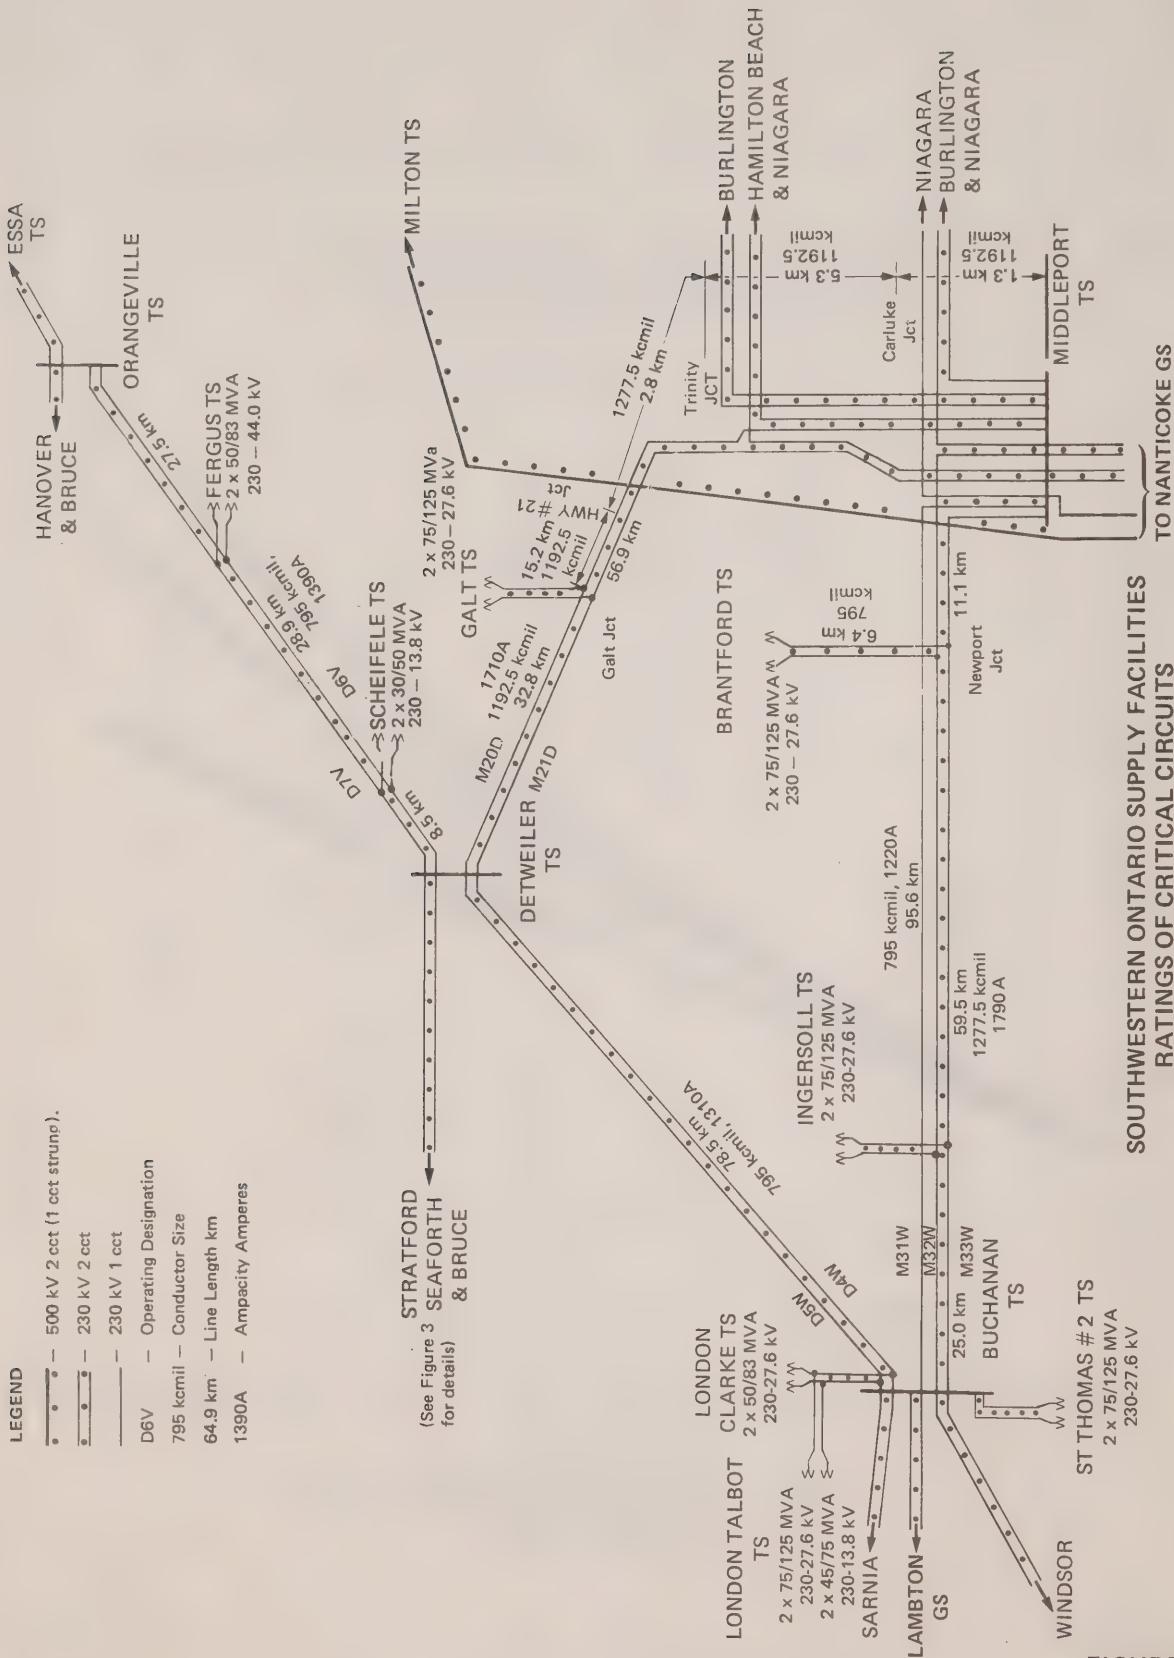 LEGEND
— 500 kV 2 cct (1 cct strung).
— 230 kV 2 cct
— 230 kV 1 cct
D6V — Operating Designation
795 kcmil — Conductor Size
64.9 km — Line Length km
1390A — Ampacity Amperes
ESSA
TS
HANOVER
& BRUCE
ORANGEVILLE
TS
27.5 km
FERGUS TS
2 x 50/83 MVA
230 – 44.0 kV
28.9 km
795 kcmil,
1390A
D6V
D7V
SCHEIFELE TS
2 x 30/50 MVA
230 – 13.8 kV
8.5 km
STRATFORD
SEAFORTH
& BRUCE
(See Figure 3
for details)
DETWEILER
TS
MILTON TS
2 x 75/125 MVa
230 – 27.6 kV
GALT TS
15.2 km
1192.5
kcmil
HWY #21
Jct
1277.5 kcmil
2.8 km
56.9 km
Galt Jct
1710A
1192.5 kcmil
32.8 km
M20D
M21D
BURLINGTON
HAMILTON BEACH
& NIAGARA
Trinity
JCT
5.3 km
1192.5
kcmil
Carluke
Jct
1.3 km
1192.5
kcmil
NIAGARA
BURLINGTON
& NIAGARA
MIDDLEPORT
TS
TO NANTICOKE GS
BRANTFORD TS
2 x 75/125 MVA
230 – 27.6 kV
6.4 km
795
kcmil
11.1 km
Newport
Jct
795 kcmil, 1220A
95.6 km
59.5 km
1277.5 kcmil
1790 A
INGERSOLL TS
2 x 75/125 MVA
230-27.6 kV
78.5 km
795 kcmil, 1310A
D5W
D4W
M31W
M32W
M33W
25.0 km
BUCHANAN
TS
LONDON
CLARKE TS
2 x 50/83 MVA
230-27.6 kV
LONDON TALBOT
TS
2 x 75/125 MVA
230-27.6 kV
2 x 45/75 MVA
230-13.8 kV
SARNIA
LAMBTON
GS
WINDSOR
ST THOMAS # 2 TS
2 x 75/125 MVA
230-27.6 kV
SOUTHWESTERN ONTARIO SUPPLY FACILITIES
RATINGS OF CRITICAL CIRCUITS